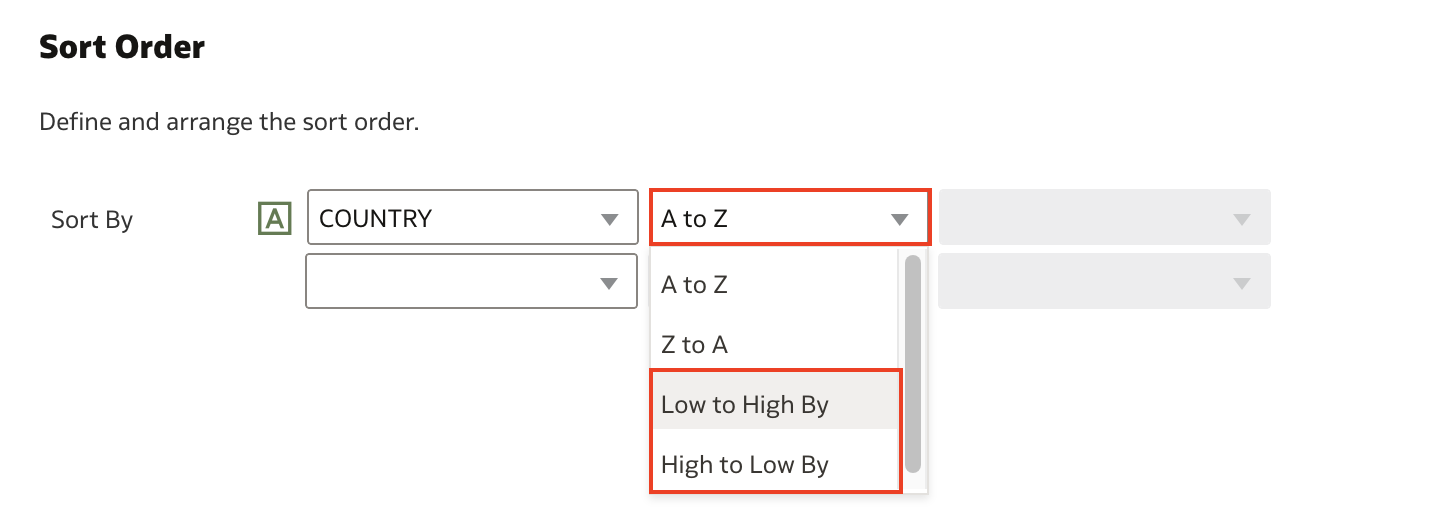 Sort Order
Define and arrange the sort order.
Sort By A COUNTRY A to Z
A to Z
Z to A
Low to High By
High to Low By